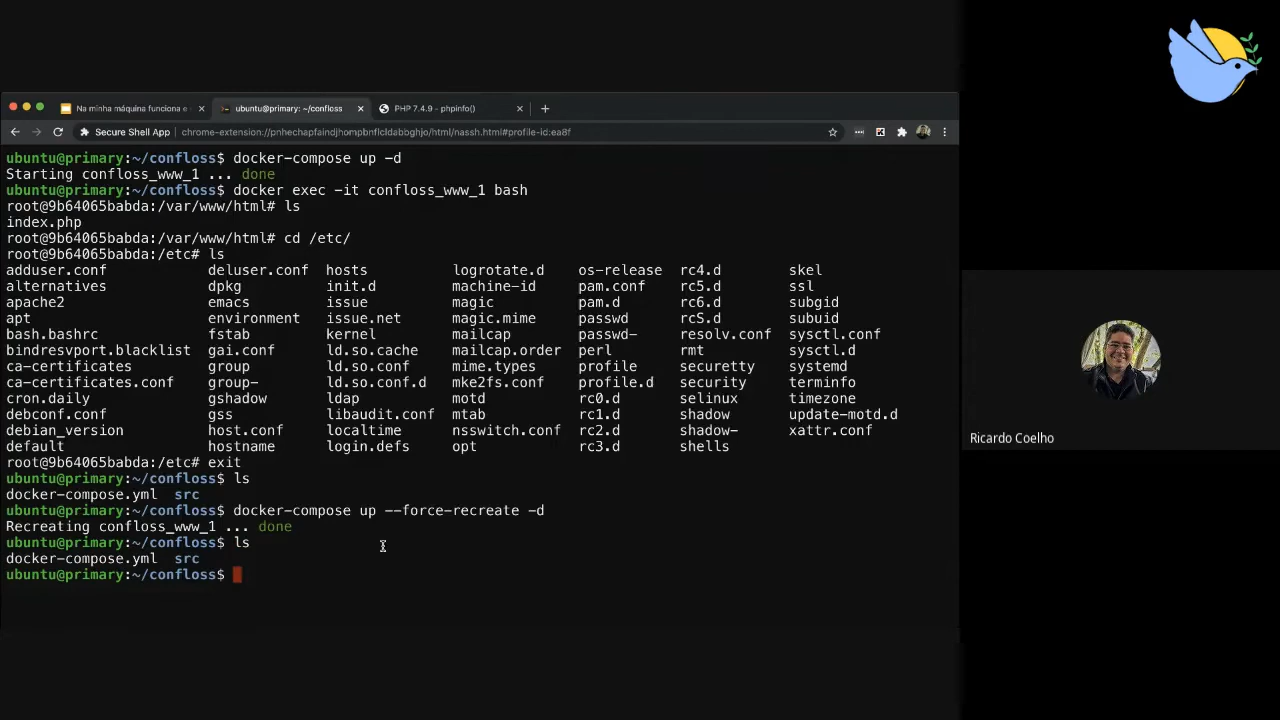 Na minha máquina funciona e
ubuntu@primary: ~/confloss
PHP 7.4.9 - phpinfo()
Secure Shell App | chrome-extension://pnhechapfaindjhompbnflcldabbghjo/html/nassh.html#profile-id:ea8f
ubuntu@primary:~/confloss$ docker-compose up -d
Starting confloss_www_1 ... done
ubuntu@primary:~/confloss$ docker exec -it confloss_www_1 bash
root@9b64065babda:/var/www/html# ls
index.php
root@9b64065babda:/var/www/html# cd /etc/
root@9b64065babda:/etc# ls
adduser.conf deluser.conf hosts logrotate.d os-release rc4.d skel
alternatives dpkg init.d machine-id pam.conf rc5.d ssl
apache2 emacs issue magic pam.d rc6.d subgid
apt environment issue.net magic.mime passwd rcS.d subuid
bash.bashrc fstab kernel mailcap passwd- resolv.conf sysctl.conf
bindresvport.blacklist gai.conf ld.so.cache mailcap.order perl rmt sysctl.d
ca-certificates group ld.so.conf mime.types profile securetty systemd
ca-certificates.conf group- ld.so.conf.d mke2fs.conf profile.d security terminfo
cron.daily gshadow ldap motd rc0.d selinux timezone
debconf.conf gss libaudit.conf mtab rc1.d shadow update-motd.d
debian_version host.conf localtime nsswitch.conf rc2.d shadow- xattr.conf
default hostname login.defs opt rc3.d shells
root@9b64065babda:/etc# exit
ubuntu@primary:~/confloss$ ls
docker-compose.yml src
ubuntu@primary:~/confloss$ docker-compose up --force-recreate -d
Recreating confloss_www_1 ... done
ubuntu@primary:~/confloss$ ls
docker-compose.yml src
ubuntu@primary:~/confloss$
Ricardo Coelho